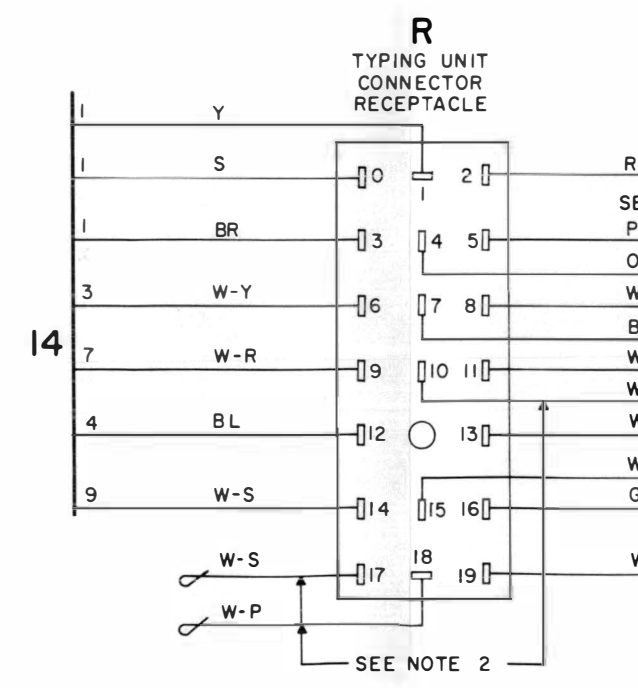 R
TYPING UNIT
CONNECTOR
RECEPTACLE
1 Y
1 S 0 1 2 R
SE
1 BR 3 4 5 P
O
3 W-Y 6 7 8 W
B
14
7 W-R 9 10 11 W
W
4 BL 12 13 W
W
9 W-S 14 15 16 G
W-S 17 18 19 W
W-P
SEE NOTE 2